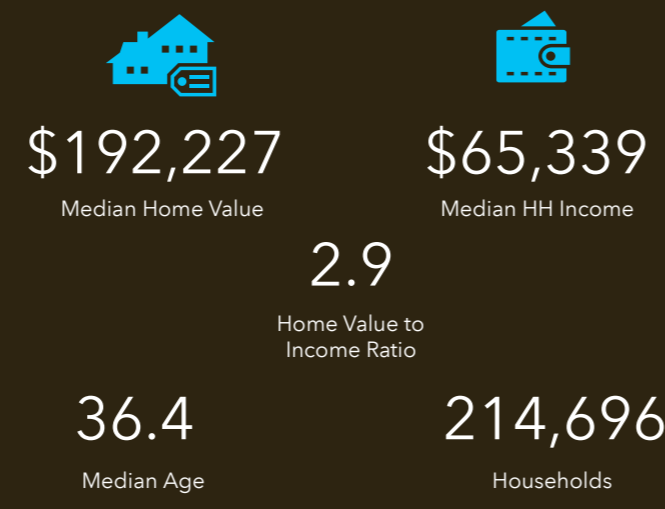 $192,227
Median Home Value
$65,339
Median HH Income
2.9
Home Value to
Income Ratio
36.4
Median Age
214,696
Households